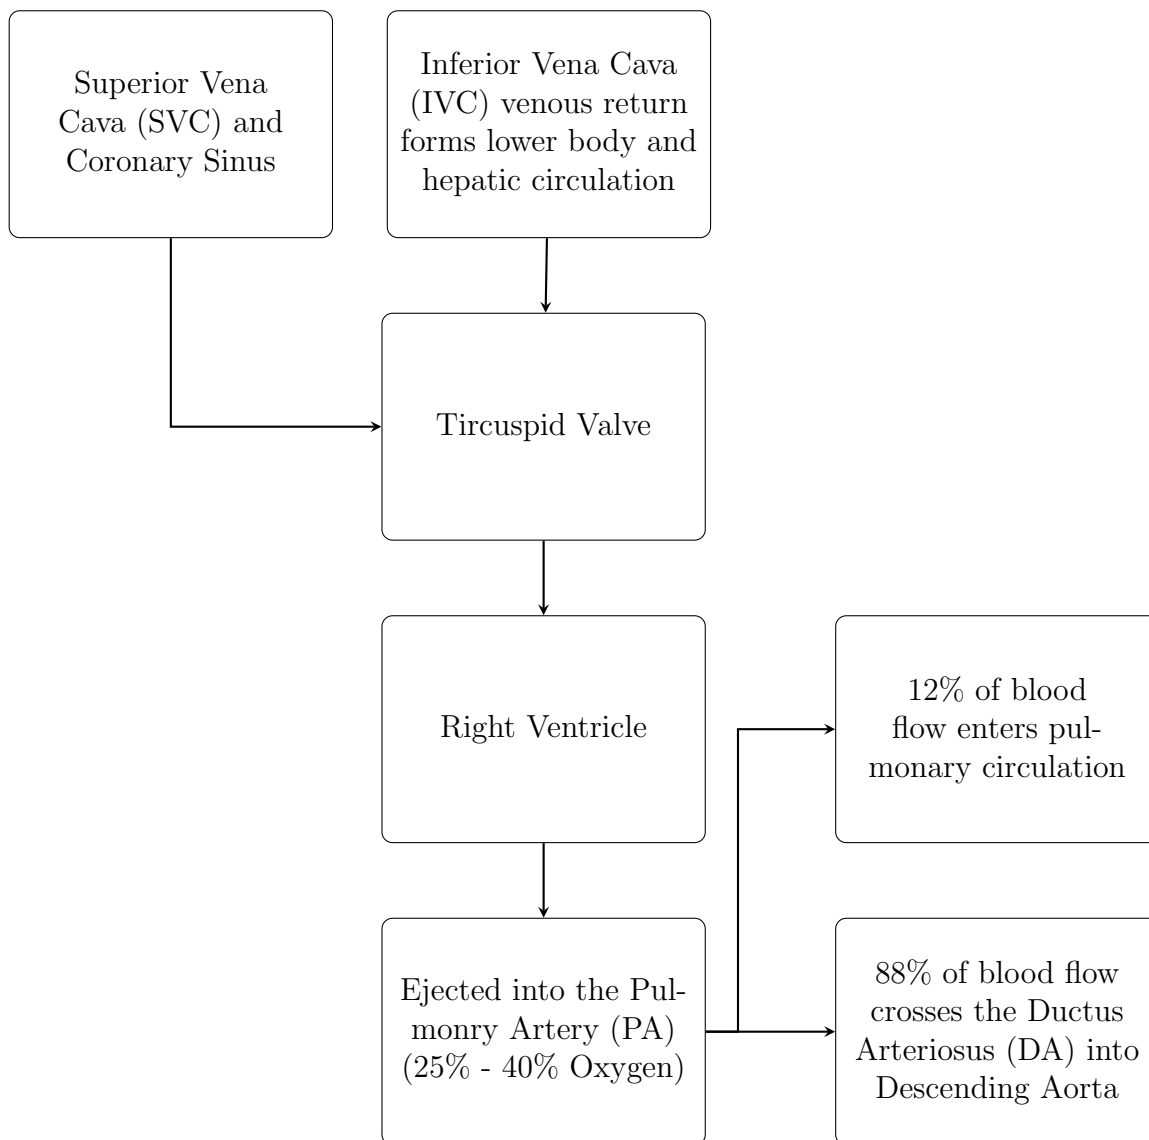 Superior Vena
Cava (SVC) and
Coronary Sinus
Inferior Vena Cava
(IVC) venous return
forms lower body and
hepatic circulation
Tircuspid Valve
Right Ventricle
12% of blood
flow enters pul-
monary circulation
Ejected into the Pul-
monry Artery (PA)
(25% - 40% Oxygen)
88% of blood flow
crosses the Ductus
Arteriosus (DA) into
Descending Aorta